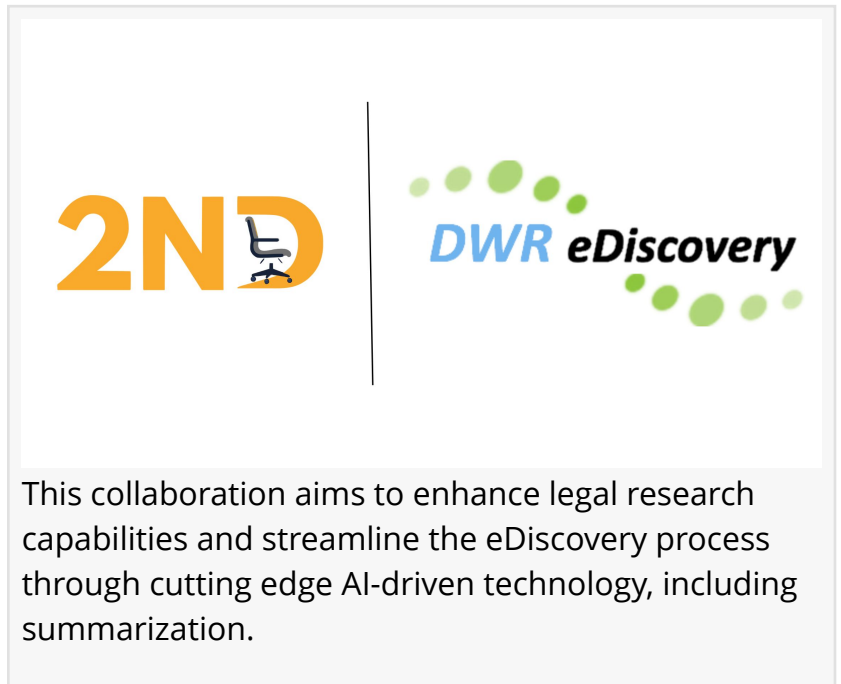 2ND
DWR eDiscovery
This collaboration aims to enhance legal research
capabilities and streamline the eDiscovery process
through cutting edge AI-driven technology, including
summarization.